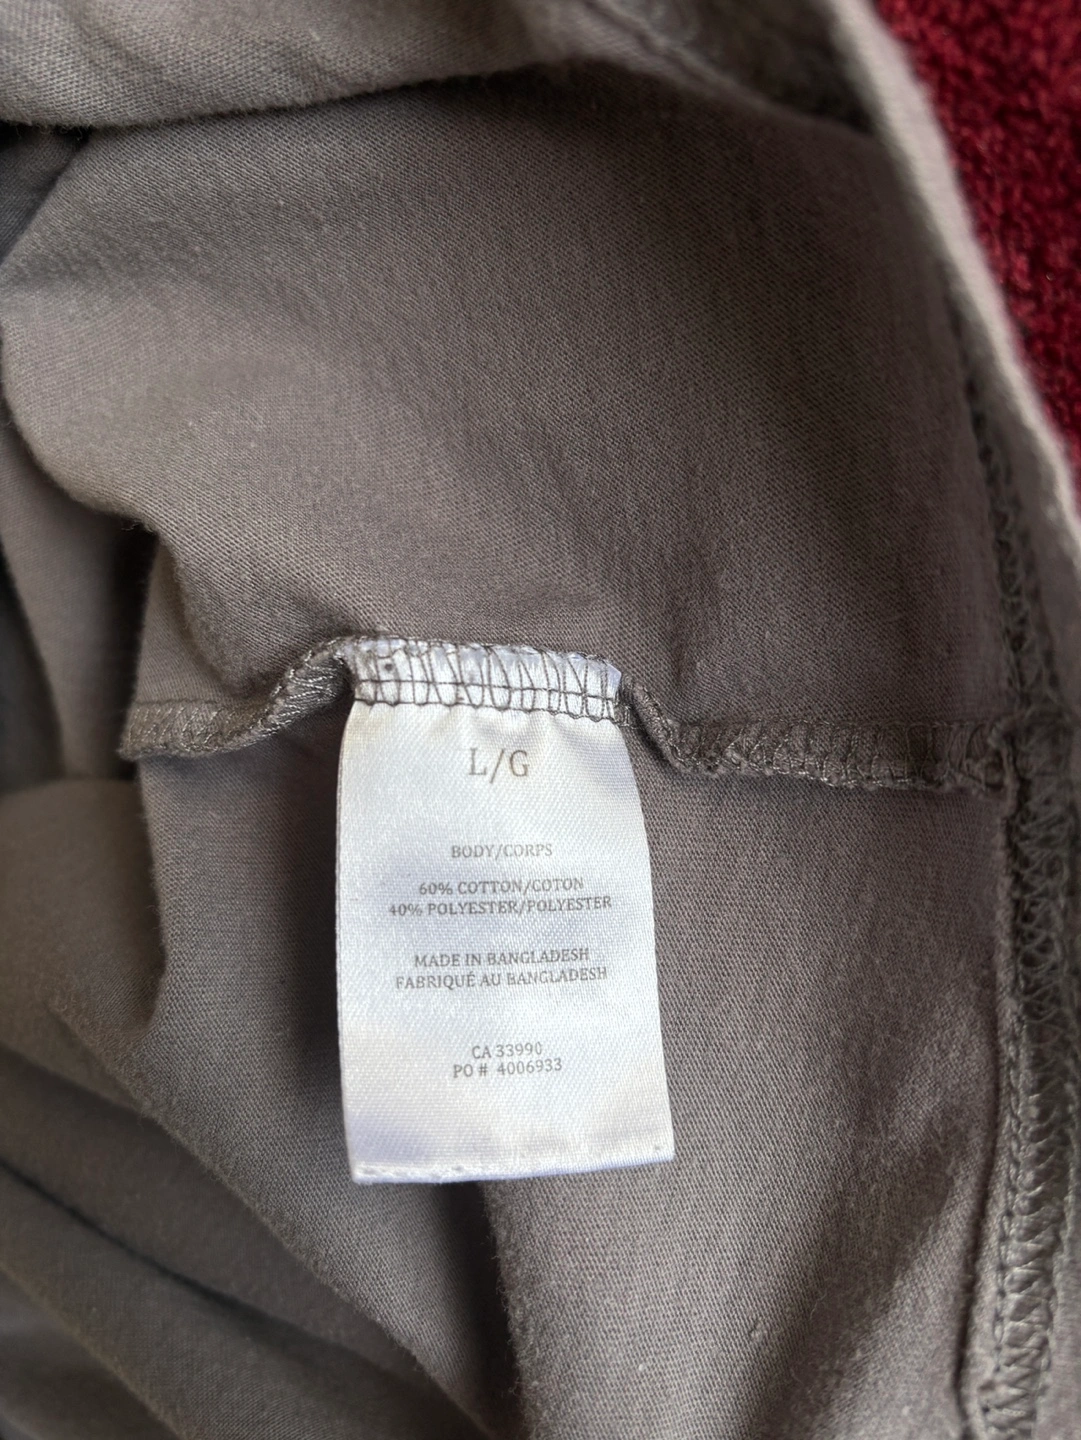 L/G
BODY/CORPS
60% COTTON/COTON
40% POLYESTER/POLYESTER
MADE IN BANGLADESH
FABRIQUÉ AU BANGLADESH
CA 33990
PO # 4006933